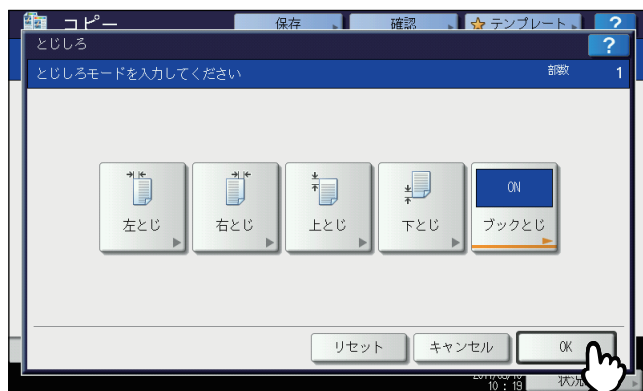 コピー 保存 確認 テンプレート ?
とじしろ ?
とじしろモードを入力してください 部数 1
ON
左とじ 右とじ 上とじ 下とじ ブックとじ
リセット キャンセル OK
10:19 状況